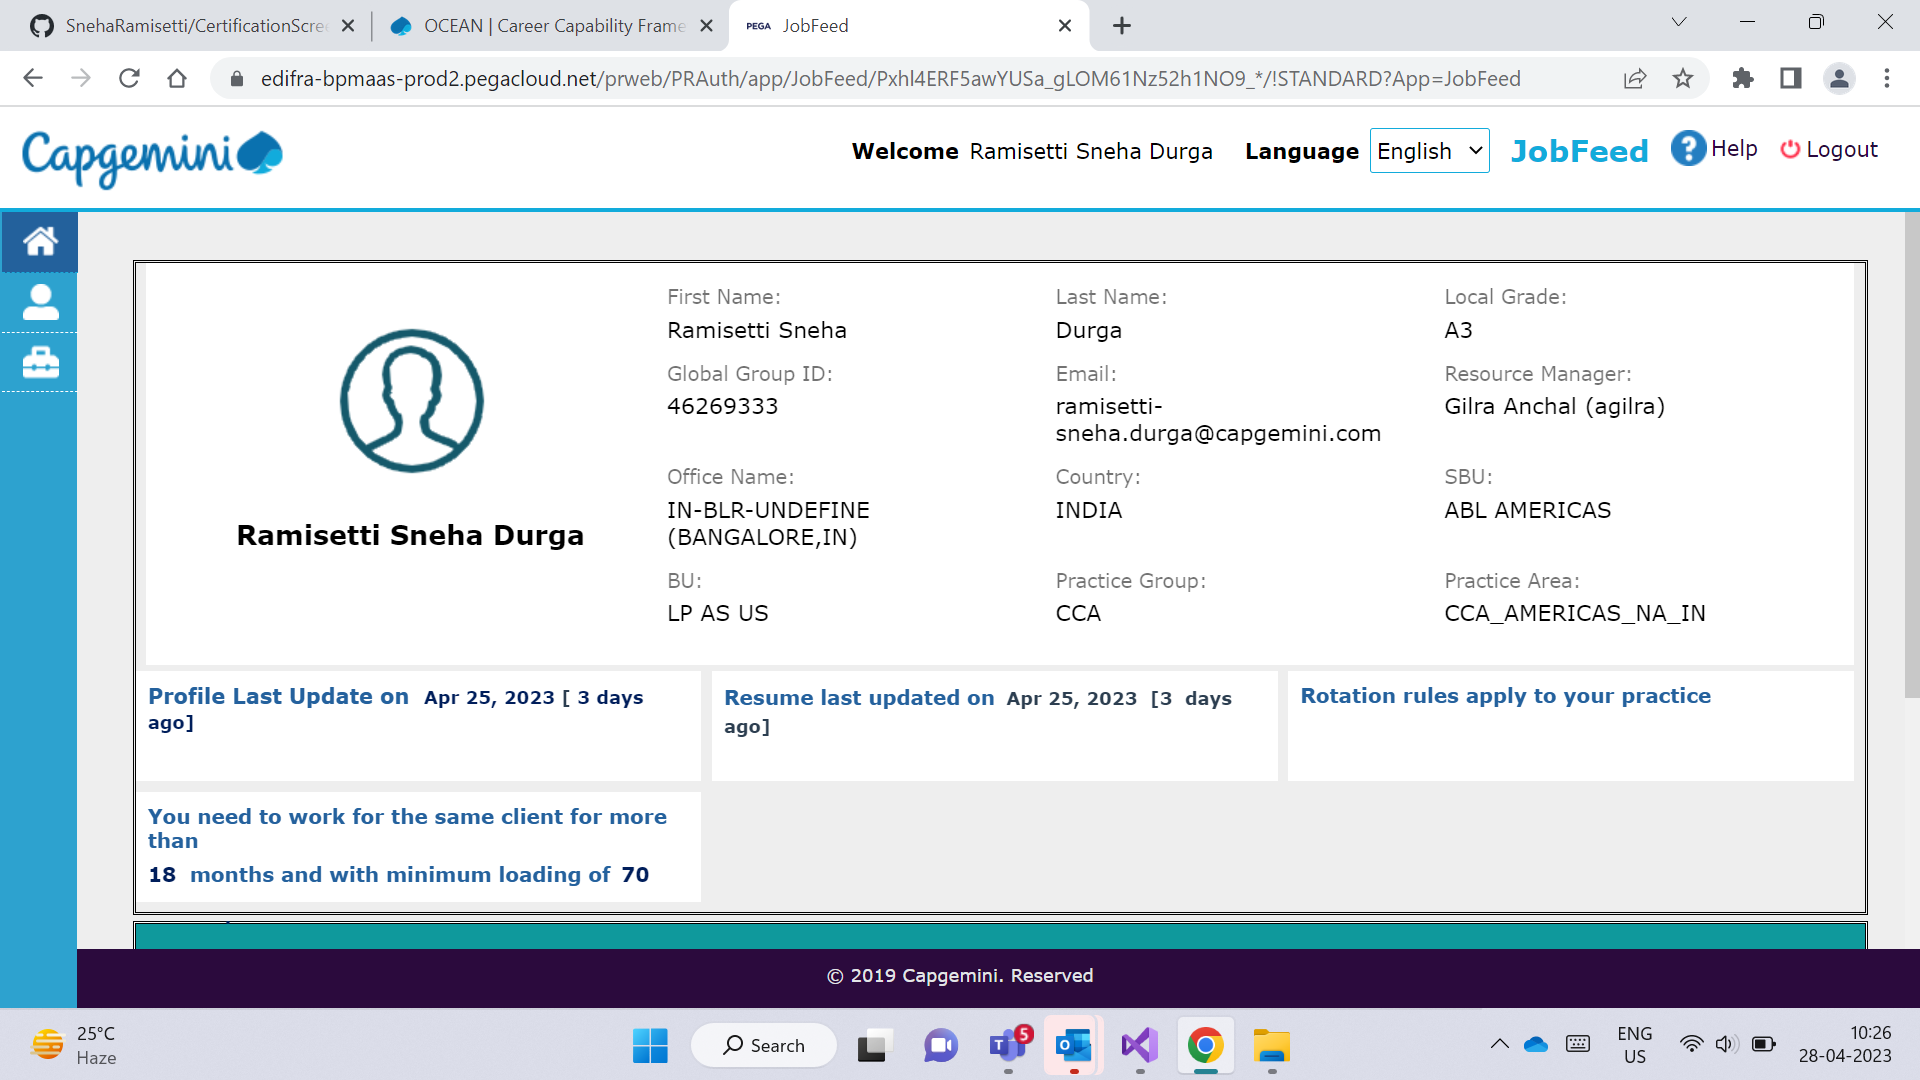 SnehaRamisetti/CertificationScre
OCEAN | Career Capability Frame
PEGA JobFeed
edifra-bpmaas-prod2.pegacloud.net/prweb/PRAuth/app/JobFeed/Pxhl4ERF5awYUSa_gLOM61Nz52h1NO9_*/!STANDARD?App=JobFeed
Capgemini
Welcome Ramisetti Sneha Durga Language English JobFeed ? Help Logout
First Name: Last Name: Local Grade:
Ramisetti Sneha Durga A3
Global Group ID: Email: Resource Manager:
46269333 ramisetti- Gilra Anchal (agilra)
sneha.durga@capgemini.com
Office Name: Country: SBU:
IN-BLR-UNDEFINE INDIA ABL AMERICAS
(BANGALORE,IN)
Ramisetti Sneha Durga
BU: Practice Group: Practice Area:
LP AS US CCA CCA_AMERICAS_NA_IN
Profile Last Update on Apr 25, 2023 [ 3 days
ago]
Resume last updated on Apr 25, 2023 [3 days
ago]
Rotation rules apply to your practice
You need to work for the same client for more
than
18 months and with minimum loading of 70
© 2019 Capgemini. Reserved
25°C
Haze
Search
5
ENG
US
10:26
28-04-2023